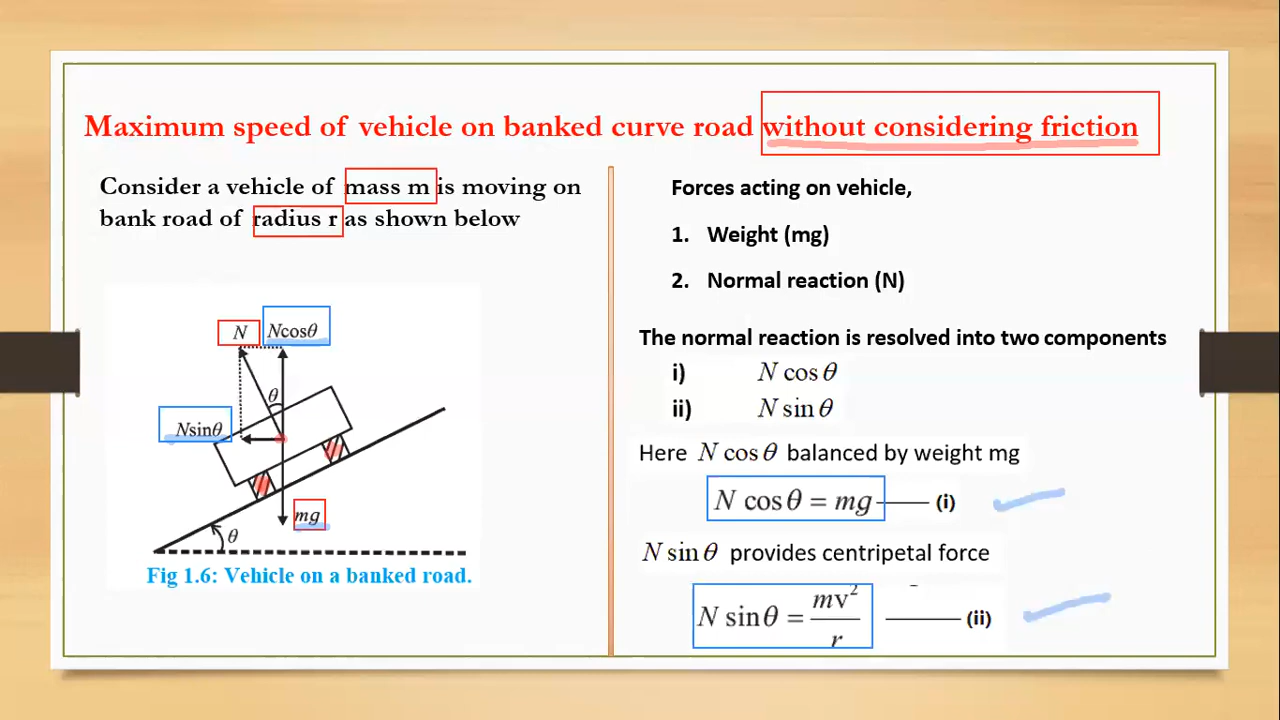 Maximum speed of vehicle on banked curve road without considering friction
Consider a vehicle of mass m is moving on
bank road of radius r as shown below
N
Ncosθ
θ
Nsinθ
mg
θ
Fig 1.6: Vehicle on a banked road.
Forces acting on vehicle,
1. Weight (mg)
2. Normal reaction (N)
The normal reaction is resolved into two components
i) N cos θ
ii) N sin θ
Here N cos θ balanced by weight mg
N cos θ = mg —— (i)
N sin θ provides centripetal force
N sin θ = mv²/r —— (ii)